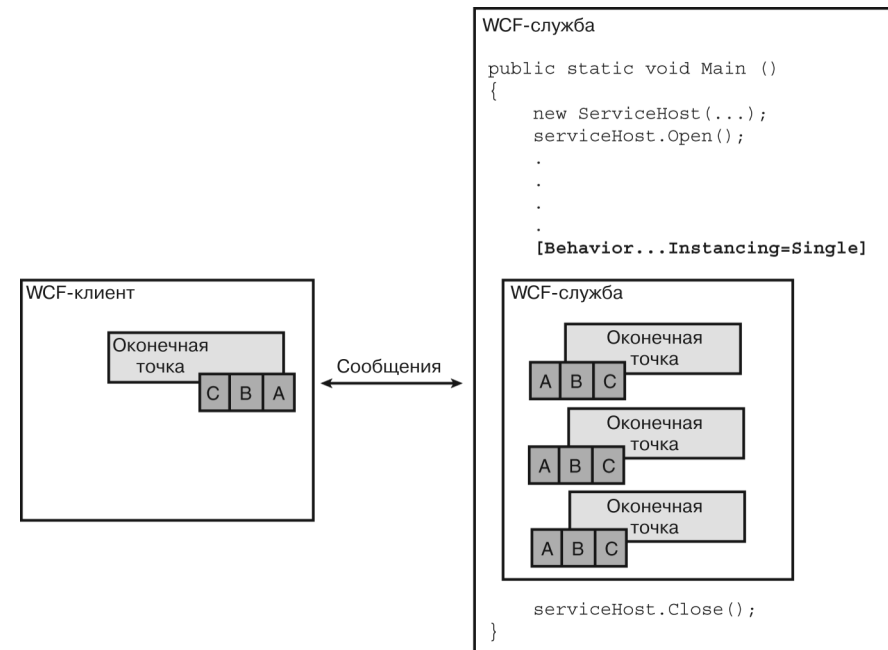 WCF-служба
public static void Main ()
{
new ServiceHost(...);
serviceHost.Open();
.
.
.
.
[Behavior...Instancing=Single]
WCF-клиент
Оконечная
точка
C B A
Сообщения
WCF-служба
Оконечная
точка
A B C
Оконечная
точка
A B C
Оконечная
точка
A B C
serviceHost.Close();
}